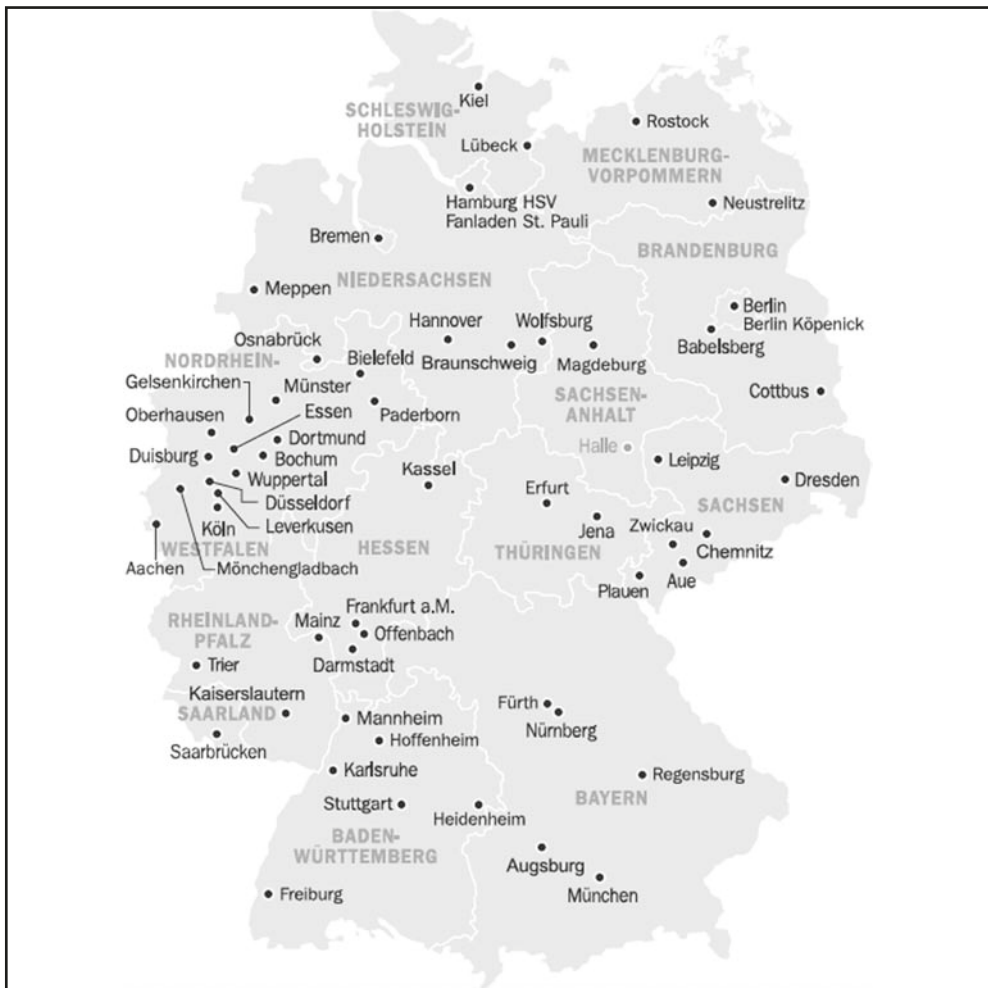 Kiel
SCHLESWIG-
HOLSTEIN
Rostock
Lübeck
MECKLENBURG-
VORPOMMERN
Hamburg HSV
Fanladen St. Pauli
Neustrelitz
Bremen
BRANDENBURG
NIEDERSACHSEN
Meppen
Berlin
Berlin Köpenick
Hannover
Wolfsburg
Osnabrück
Babelsberg
Braunschweig
Magdeburg
NORDRHEIN-
Bielefeld
Gelsenkirchen
Münster
SACHSEN-
ANHALT
Cottbus
Essen
Oberhausen
Paderborn
Dortmund
Halle
Duisburg
Bochum
Kassel
Leipzig
Wuppertal
Dresden
Erfurt
Düsseldorf
SACHSEN
Köln
Leverkusen
Jena
Zwickau
WESTFALEN
HESSEN
THÜRINGEN
Chemnitz
Aachen
Mönchengladbach
Aue
Plauen
Frankfurt a.M.
RHEINLAND-
PFALZ
Mainz
Offenbach
Darmstadt
Trier
Kaiserslautern
SAARLAND
Fürth
Mannheim
Nürnberg
Hoffenheim
Saarbrücken
Karlsruhe
Regensburg
BAYERN
Stuttgart
Heidenheim
BADEN-
WÜRTTEMBERG
Augsburg
München
Freiburg